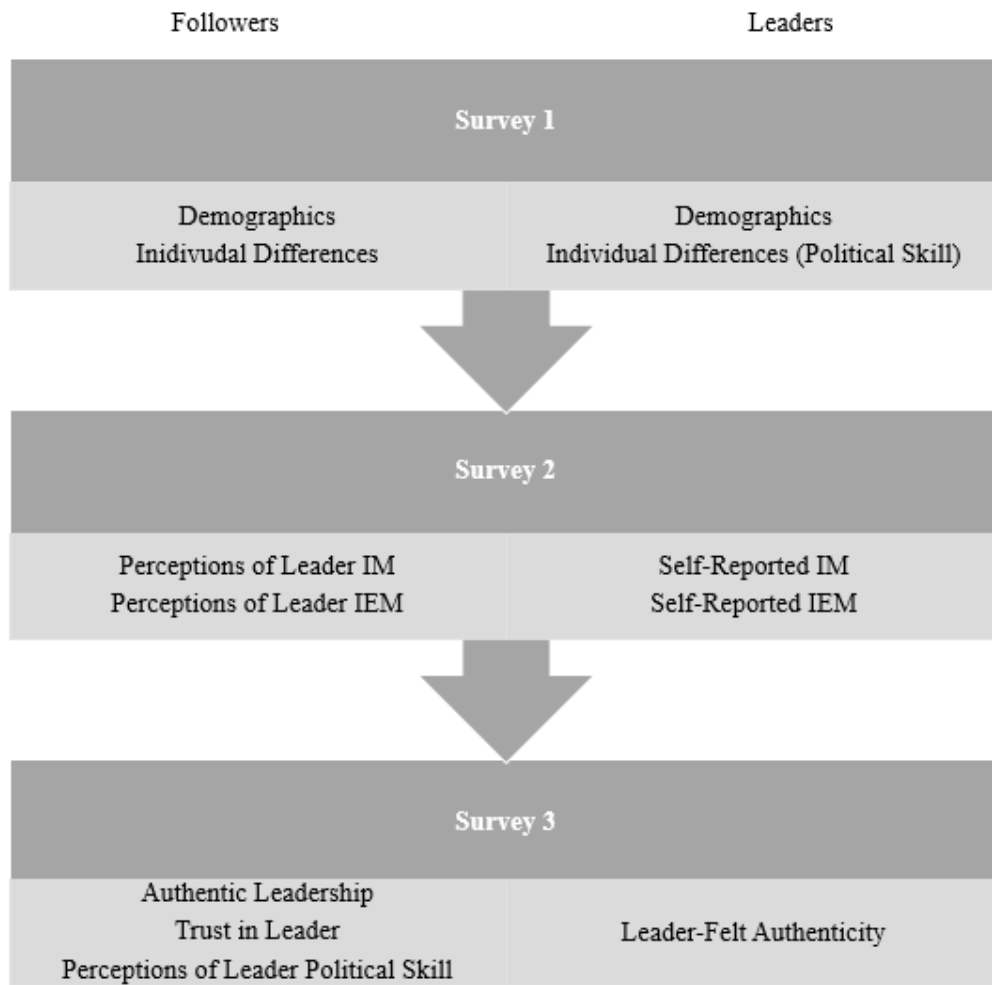 Followers
Leaders
Survey 1
Demographics
Inidivudal Differences
Demographics
Individual Differences (Political Skill)
Survey 2
Perceptions of Leader IM
Perceptions of Leader IEM
Self-Reported IM
Self-Reported IEM
Survey 3
Authentic Leadership
Trust in Leader
Perceptions of Leader Political Skill
Leader-Felt Authenticity